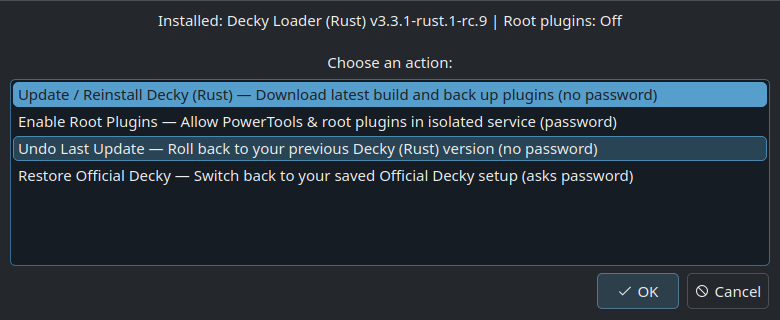 Installed: Decky Loader (Rust) v3.3.1-rust.1-rc.9 | Root plugins: Off
Choose an action:
Update / Reinstall Decky (Rust) — Download latest build and back up plugins (no password)
Enable Root Plugins — Allow PowerTools & root plugins in isolated service (password)
Undo Last Update — Roll back to your previous Decky (Rust) version (no password)
Restore Official Decky — Switch back to your saved Official Decky setup (asks password)
OK Cancel